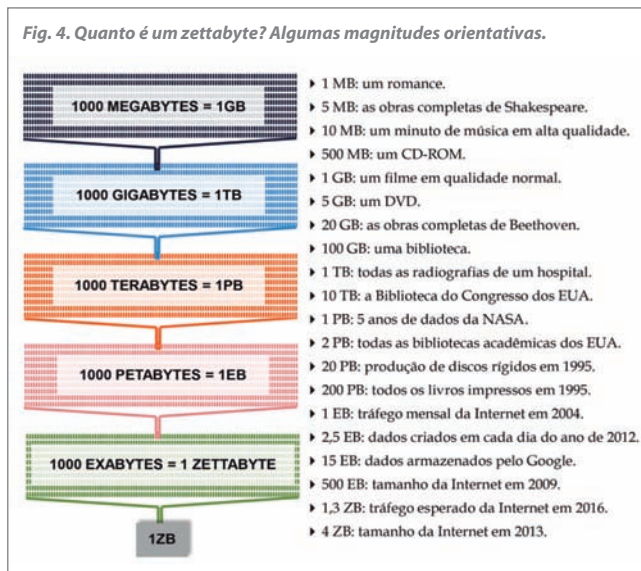 Fig. 4. Quanto é um zettabyte? Algumas magnitudes orientativas.
1000 MEGABYTES = 1GB
1000 GIGABYTES = 1TB
1000 TERABYTES = 1PB
1000 PETABYTES = 1EB
1000 EXABYTES = 1 ZETTABYTE
1ZB
1 MB: um romance.
5 MB: as obras completas de Shakespeare.
10 MB: um minuto de música em alta qualidade.
500 MB: um CD-ROM.
1 GB: um filme em qualidade normal.
5 GB: um DVD.
20 GB: as obras completas de Beethoven.
100 GB: uma biblioteca.
1 TB: todas as radiografias de um hospital.
10 TB: a Biblioteca do Congresso dos EUA.
1 PB: 5 anos de dados da NASA.
2 PB: todas as bibliotecas acadêmicas dos EUA.
20 PB: produção de discos rígidos em 1995.
200 PB: todos os livros impressos em 1995.
1 EB: tráfego mensal da Internet em 2004.
2,5 EB: dados criados em cada dia do ano de 2012.
15 EB: dados armazenados pelo Google.
500 EB: tamanho da Internet em 2009.
1,3 ZB: tráfego esperado da Internet em 2016.
4 ZB: tamanho da Internet em 2013.